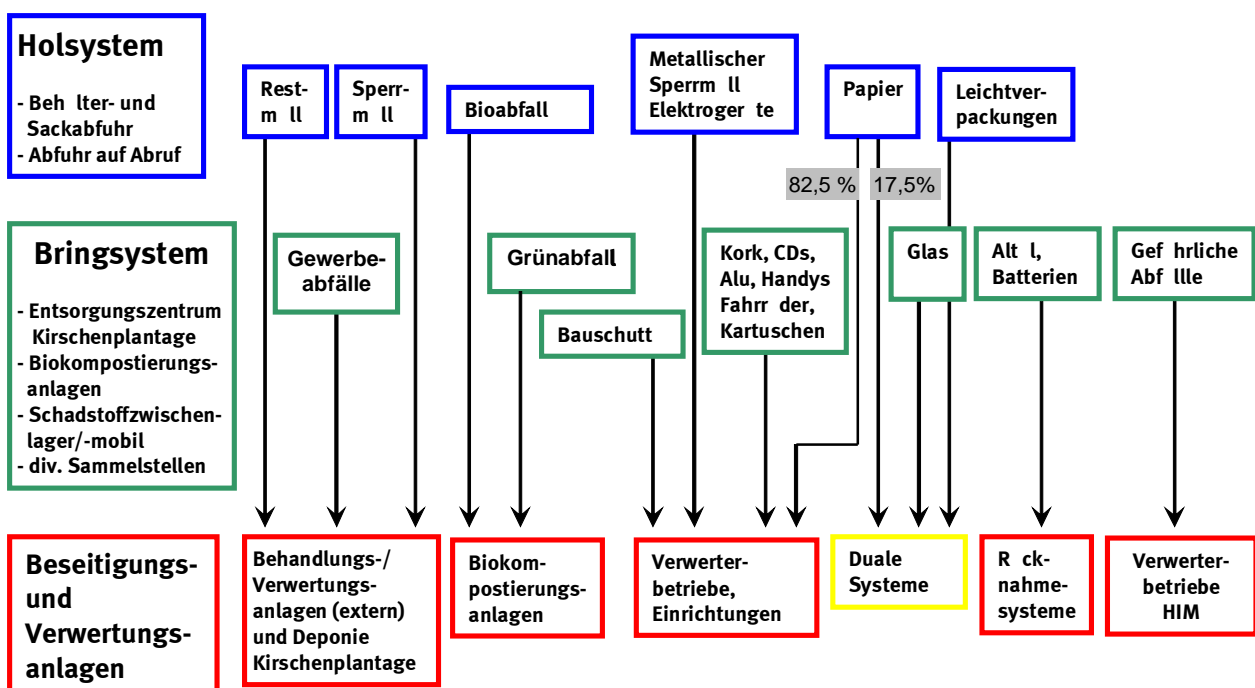 Holsystem
- Beh lter- und
Sackabfuhr
- Abfuhr auf Abruf
Rest-
m ll
Sperr-
m ll
Bioabfall
Metallischer
Sperrm ll
Elektroger te
Papier
Leichtver-
packungen
82,5 %
17,5%
Bringsystem
- Entsorgungszentrum
Kirschenplantage
- Biokompostierungs-
anlagen
- Schadstoffzwischen-
lager/-mobil
- div. Sammelstellen
Gewerbe-
abfälle
Grünabfall
Bauschutt
Kork, CDs,
Alu, Handys
Fahrr der,
Kartuschen
Glas
Alt l,
Batterien
Gef hrliche
Abf llle
Beseitigungs-
und
Verwertungs-
anlagen
Behandlungs-/
Verwertungs-
anlagen (extern)
und Deponie
Kirschenplantage
Biokom-
postierungs-
anlagen
Verwerter-
betriebe,
Einrichtungen
Duale
Systeme
R ck-
nahme-
systeme
Verwerter-
betriebe
HIM